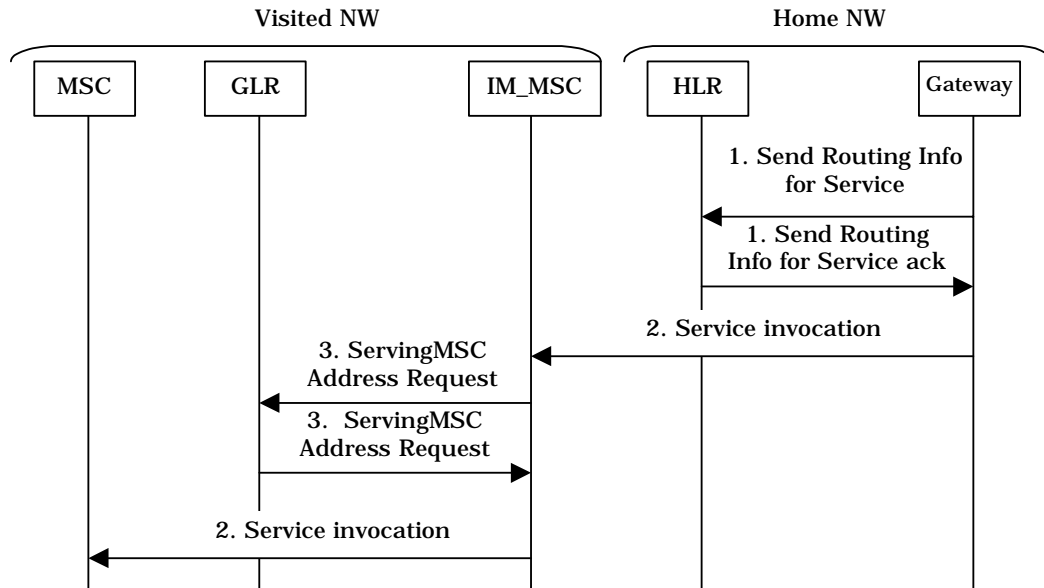 Visited NW
Home NW
MSC
GLR
IM_MSC
HLR
Gateway
1. Send Routing Info
for Service
1. Send Routing
Info for Service ack
2. Service invocation
3. ServingMSC
Address Request
3. ServingMSC
Address Request
2. Service invocation